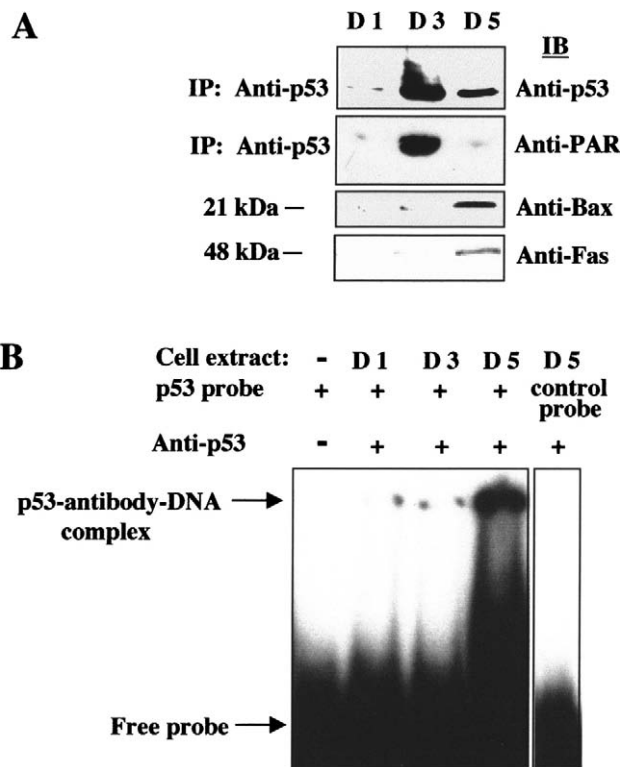 A
D 1 D 3 D 5
IB
IP: Anti-p53 Anti-p53
IP: Anti-p53 Anti-PAR
21 kDa — Anti-Bax
48 kDa — Anti-Fas
B
Cell extract: - D 1 D 3 D 5 D 5
p53 probe + + + + control
probe
Anti-p53 - + + + +
p53-antibody-DNA
complex
Free probe